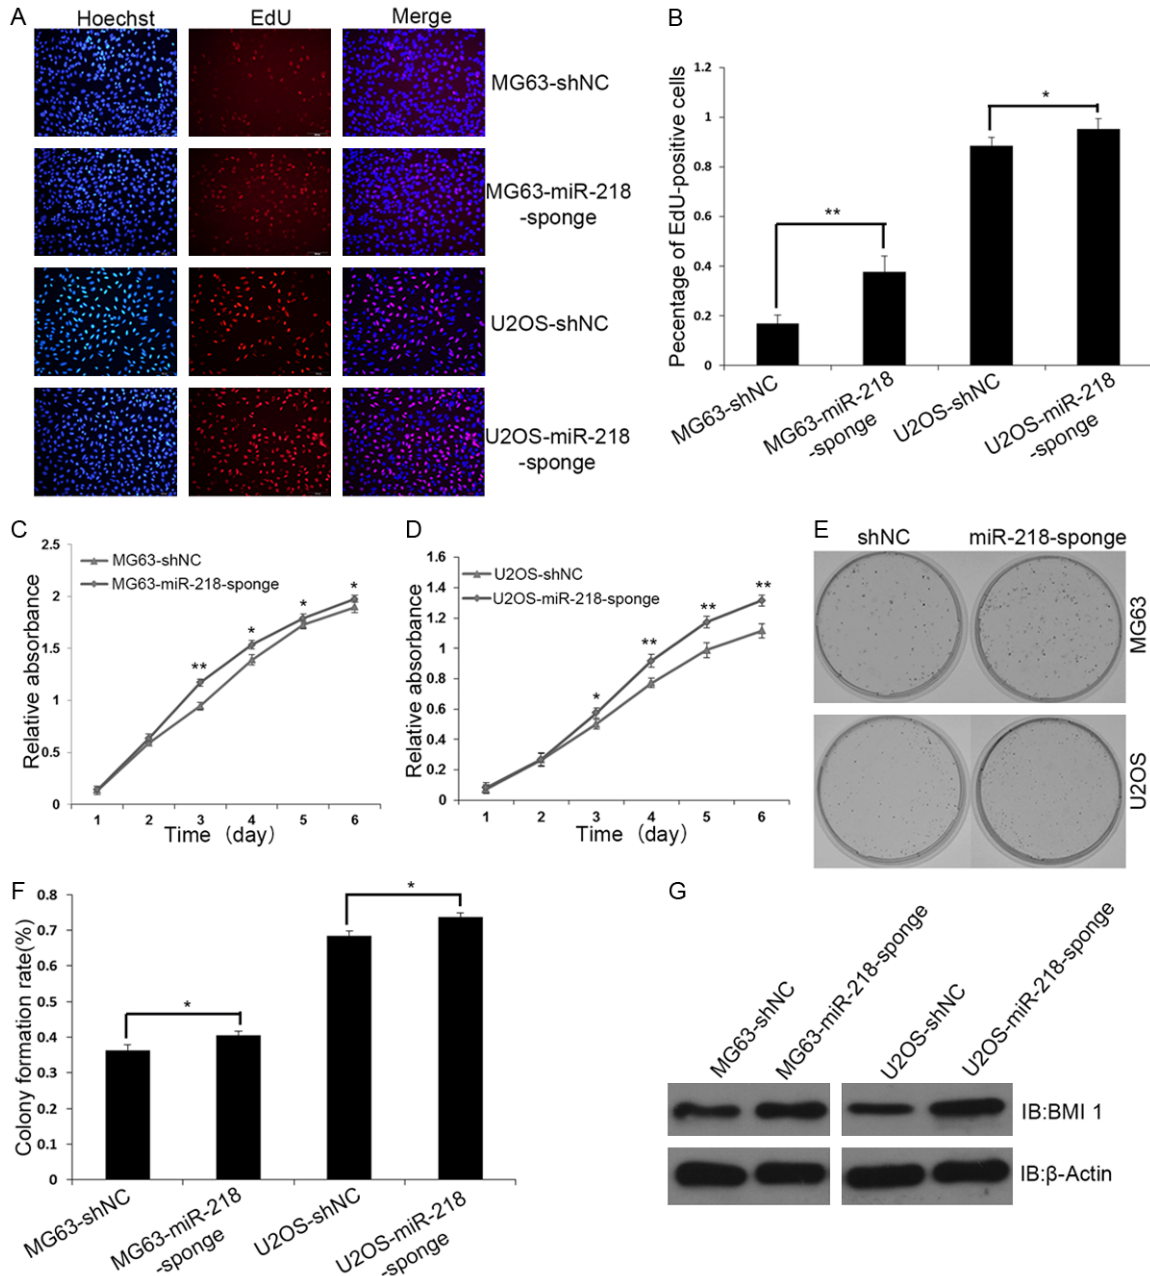 A
Hoechst
EdU
Merge
MG63-shNC
MG63-miR-218
-sponge
U2OS-shNC
U2OS-miR-218
-sponge
B
Pecentage of EdU-positive cells
1.2
1
0.8
0.6
0.4
0.2
0
**
*
MG63-shNC
MG63-miR-218
-sponge
U2OS-shNC
U2OS-miR-218
-sponge
C
Relative absorbance
2.5
2
1.5
1
0.5
0
MG63-shNC
MG63-miR-218-sponge
**
*
*
*
1 2 3 4 5 6
Time (day)
D
Relative absorbance
1.6
1.4
1.2
1
0.8
0.6
0.4
0.2
0
U2OS-shNC
U2OS-miR-218-sponge
*
**
**
**
1 2 3 4 5 6
Time (day)
E
shNC
miR-218-sponge
MG63
U2OS
F
Colony formation rate(%)
0.8
0.7
0.6
0.5
0.4
0.3
0.2
0.1
0
*
*
MG63-shNC
MG63-miR-218
-sponge
U2OS-shNC
U2OS-miR-218
-sponge
G
MG63-shNC
MG63-miR-218-sponge
U2OS-shNC
U2OS-miR-218-sponge
IB:BMI 1
IB:β-Actin